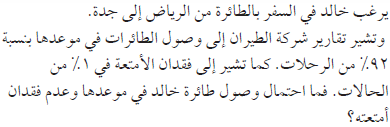 يرغب خالد في السفر بالطائرة من الرياض إلى جدة.
وتشير تقارير شركة الطيران إلى وصول الطائرات في موعدها بنسبة
٩٢٪ من الرحلات. كما تشير إلى فقدان الأمتعة في ١٪ من
الحالات. فما احتمال وصول طائرة خالد في موعدها وعدم فقدان
أمتعته؟